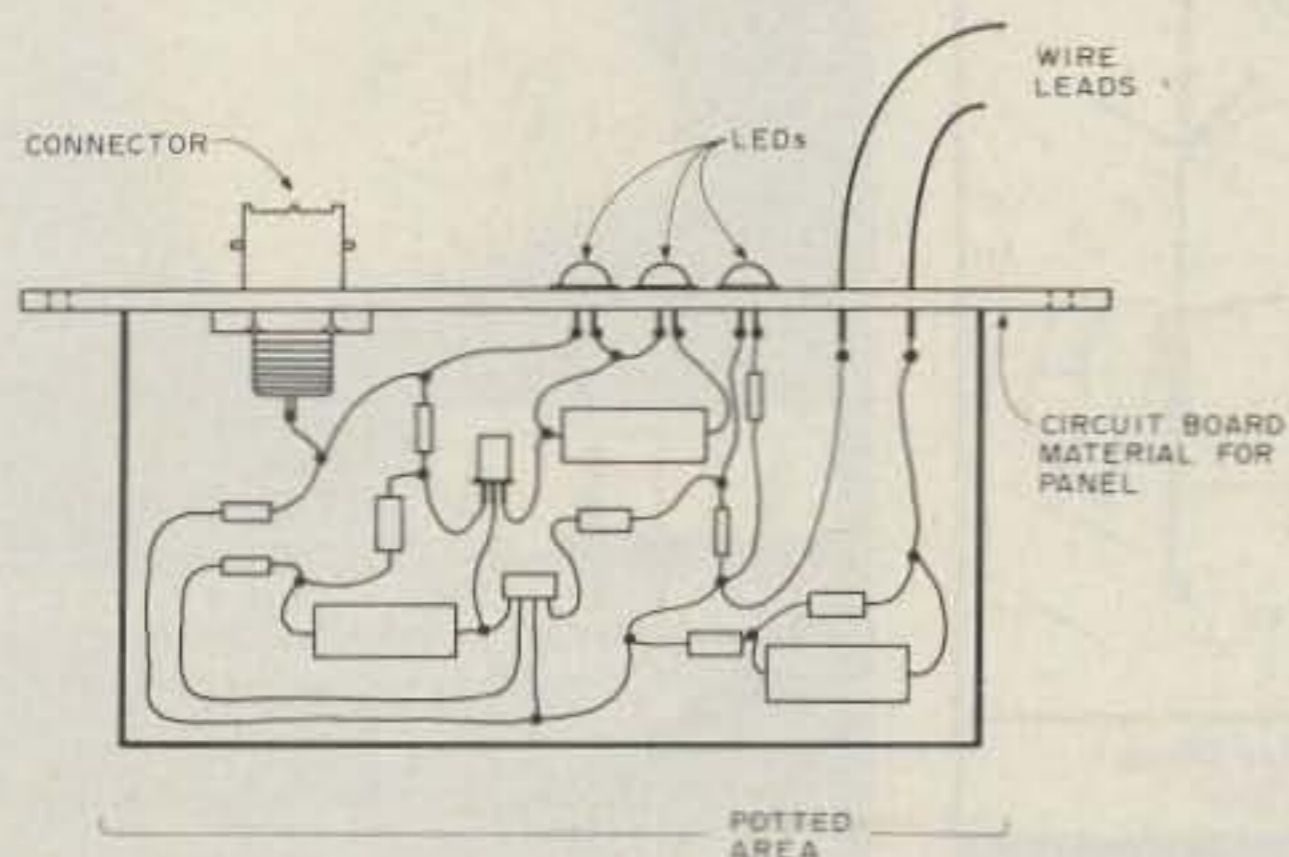 WIRE
LEADS
CONNECTOR
LEDs
CIRCUIT BOARD
MATERIAL FOR
PANEL
POTTED
AREA